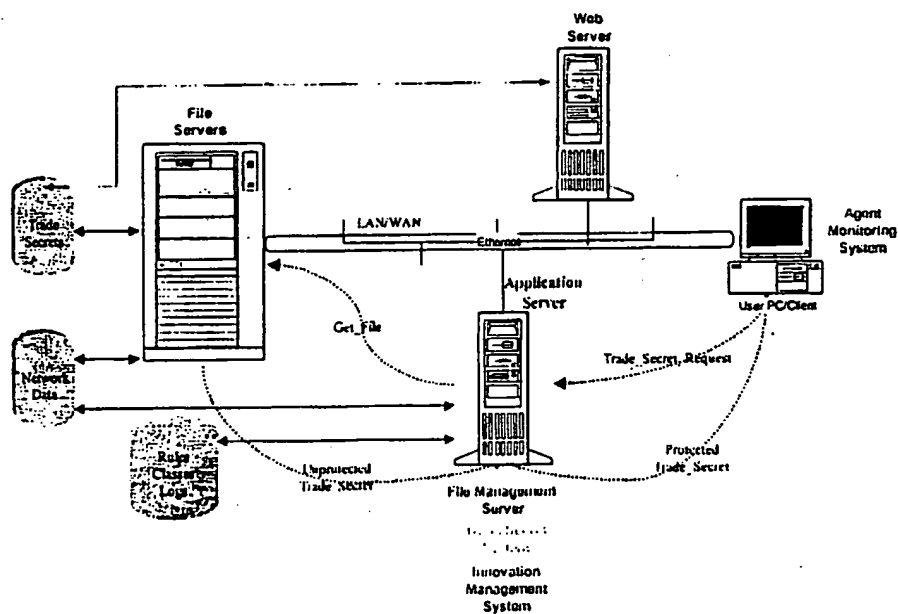 Web
Server
File
Servers
Trade
Secrets
LAN/WAN
Ethernet
Agent
Monitoring
System
User PC/Client
Application
Server
Get_File
Trade_Secret_Request
Network
Data
Rules
Logs
Unprotected
Trade_Secret
Protected
Trade_Secret
File Management
Server
Innovation
Management
System